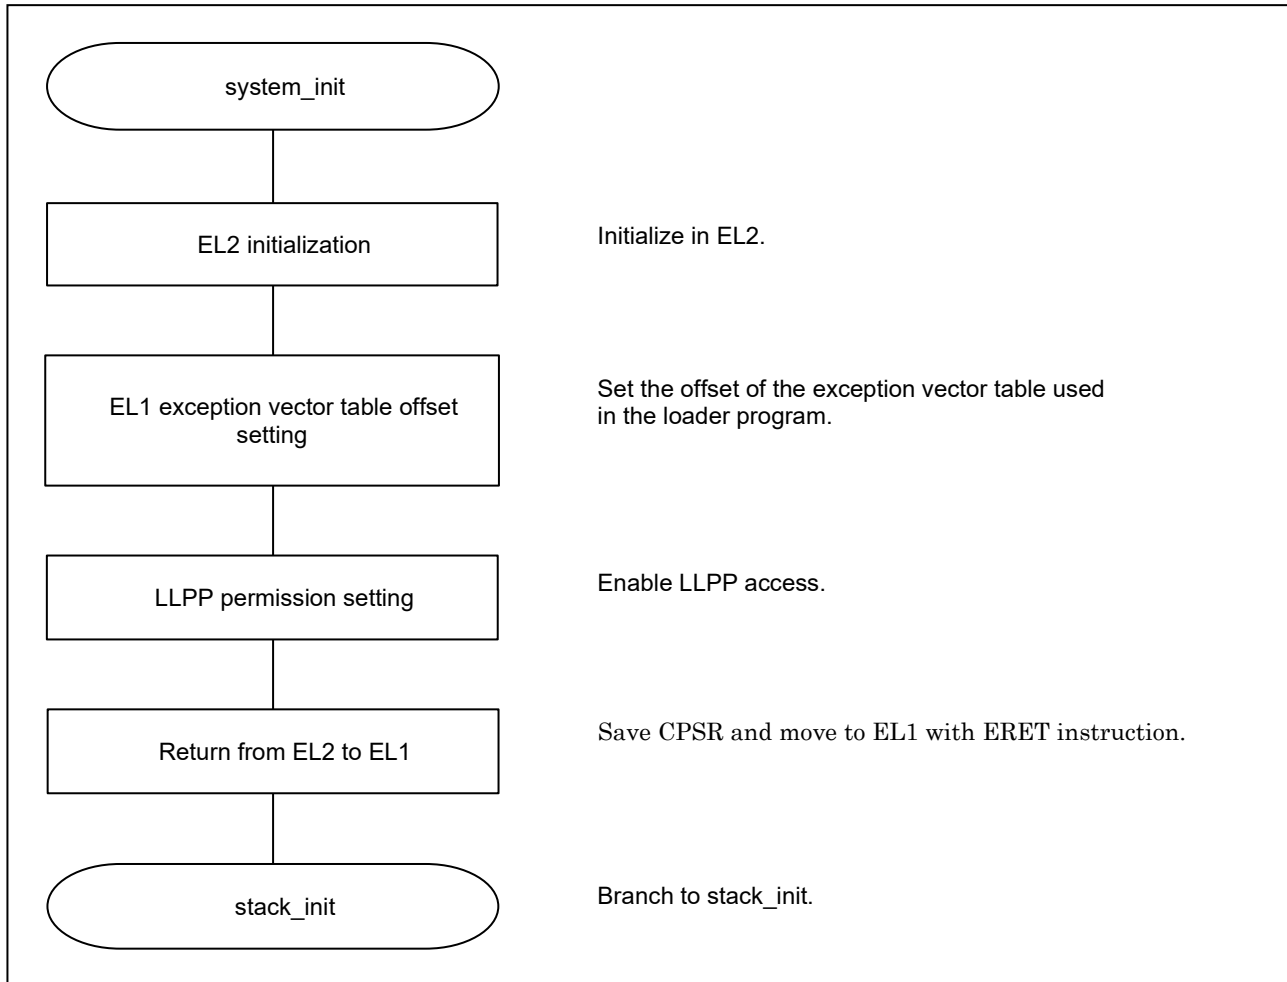 system_init
EL2 initialization
Initialize in EL2.
EL1 exception vector table offset
setting
Set the offset of the exception vector table used
in the loader program.
LLPP permission setting
Enable LLPP access.
Return from EL2 to EL1
Save CPSR and move to EL1 with ERET instruction.
stack_init
Branch to stack_init.